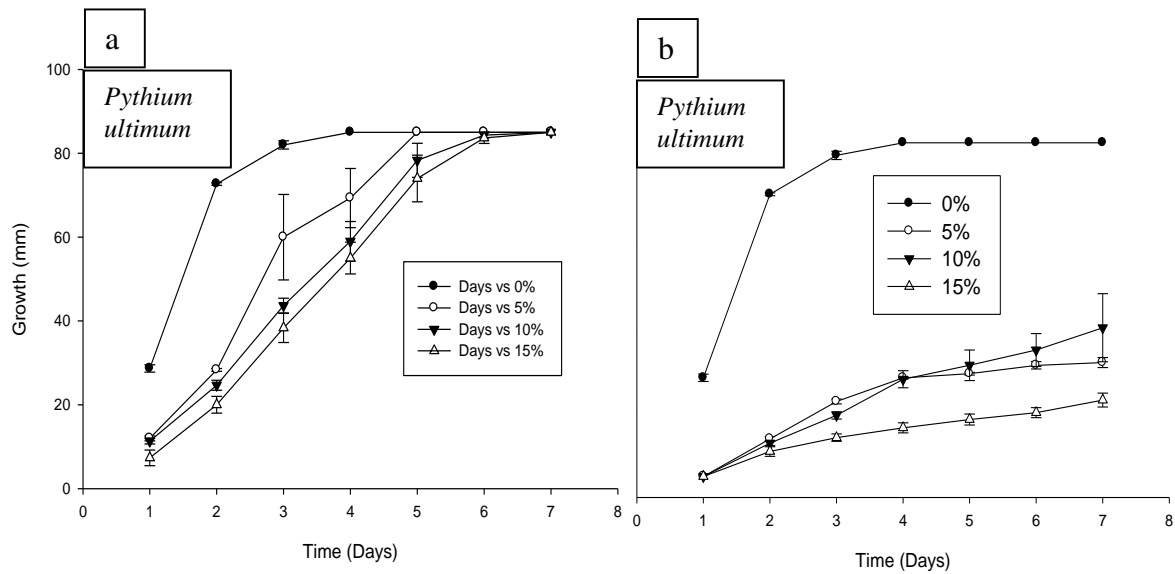 a
Pythium
ultimum
100
80
60
40
20
0
Growth (mm)
Days vs 0%
Days vs 5%
Days vs 10%
Days vs 15%
0 1 2 3 4 5 6 7 8
Time (Days)
b
Pythium
ultimum
0%
5%
10%
15%
0 1 2 3 4 5 6 7 8
Time (Days)